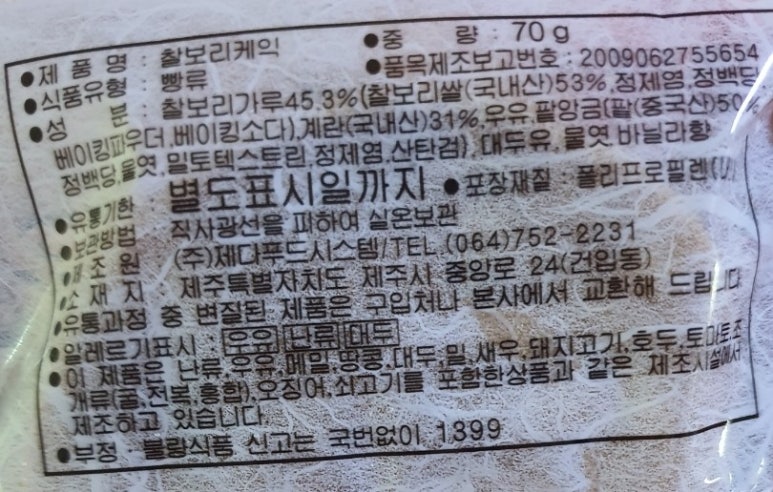 ●제 품 명 : 찰보리케익 ●중 량 : 70 g
●식품유형 : 빵류 ●품목제조보고번호 : 2009062755654
●성 분 : 찰보리가루45.3%(찰보리쌀(국내산)53%,정제염,정백당
베이킹파우더,베이킹소다),계란(국내산)31%,우유,팥앙금(팥(중국산)50%
정백당,물엿,밀토텍스트린,정제염,산탄검), 대두유, 물엿,바닐라향
●유통기한 : 별도표시일까지 ●포장재질 : 폴리프로필렌
●보관방법 : 직사광선을 피하여 실온보관
●제 조 원 : (주)제다푸드시스템/TEL (064)752-2231
●소 재 지 : 제주특별자치도 제주시 중앙로 24(건입동)
●유통과정 중 변질된 제품은 구입처나 본사에서 교환해 드립니다
●알레르기표시 : 우유 난류 대두
●이 제품은 난류,우유,메밀,땅콩,대두,밀,새우,돼지고기,호두,토마토,조
개류(굴,전복,홍합),오징어,쇠고기를 포함한상품과 같은 제조시설에서
제조하고 있습니다.
●부정 · 불량식품 신고는 국번없이 1399